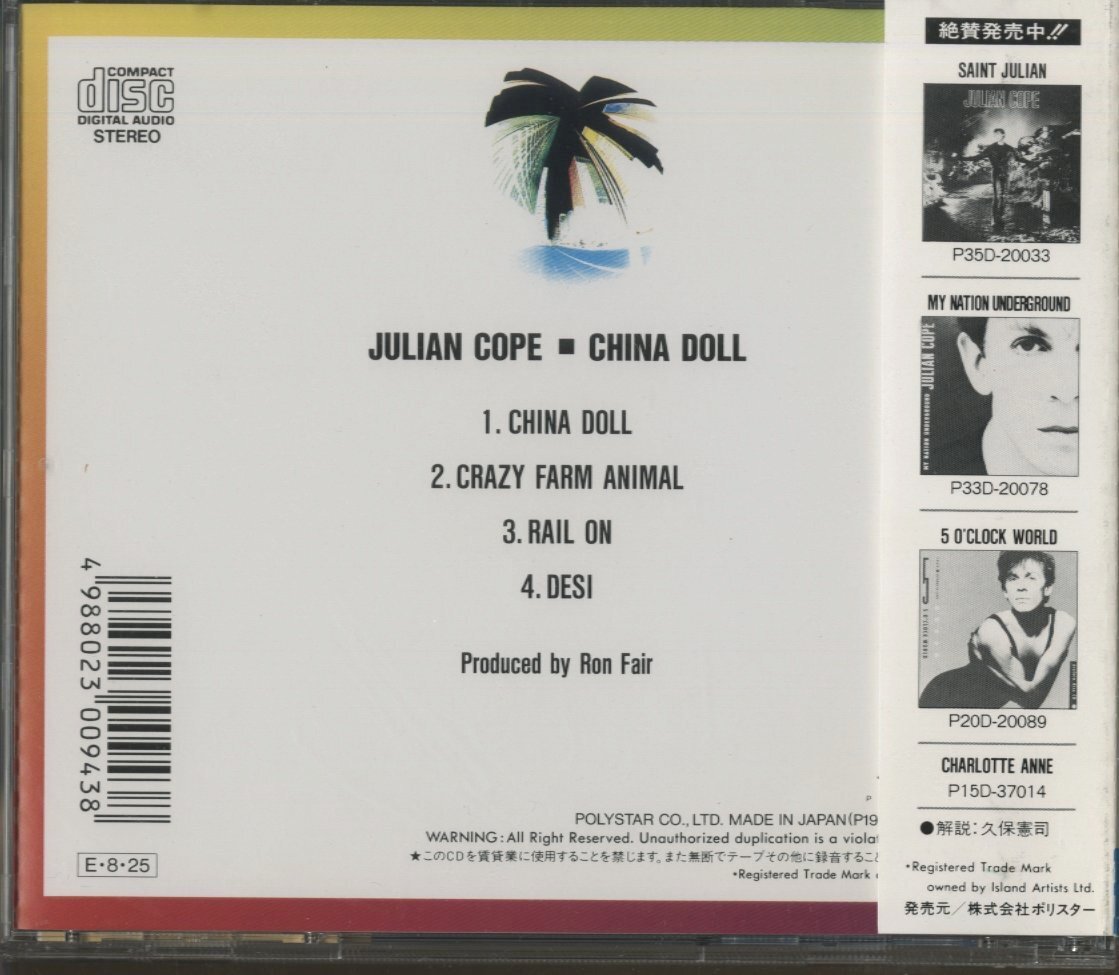 COMPACT
disc
DIGITAL AUDIO
STEREO
JULIAN COPE ■ CHINA DOLL
1. CHINA DOLL
2. CRAZY FARM ANIMAL
3. RAIL ON
4. DESI
Produced by Ron Fair
4 988023 009438
E·8·25
P
POLYSTAR CO., LTD. MADE IN JAPAN (P19
WARNING: All Right Reserved. Unauthorized duplication is a violat
★このCDを賃貸業に使用することを禁じます。また無断でテープその他に録音するこ
*Registered Trade Mark
絶賛発売中!!
SAINT JULIAN
JULIAN COPE
P35D-20033
MY NATION UNDERGROUND
MY NATION UNDERGROUND JULIAN COPE
P33D-20078
5 O'CLOCK WORLD
P20D-20089
CHARLOTTE ANNE
P15D-37014
●解説:久保憲司
*Registered Trade Mark
owned by Island Artists Ltd.
発売元/株式会社ポリスター